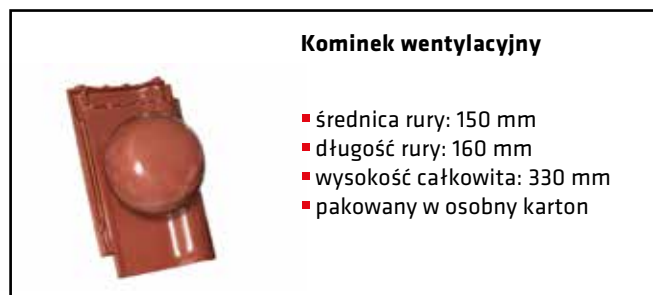 Kominek wentylacyjny
▪ średnica rury: 150 mm
▪ długość rury: 160 mm
▪ wysokość całkowita: 330 mm
▪ pakowany w osobny karton